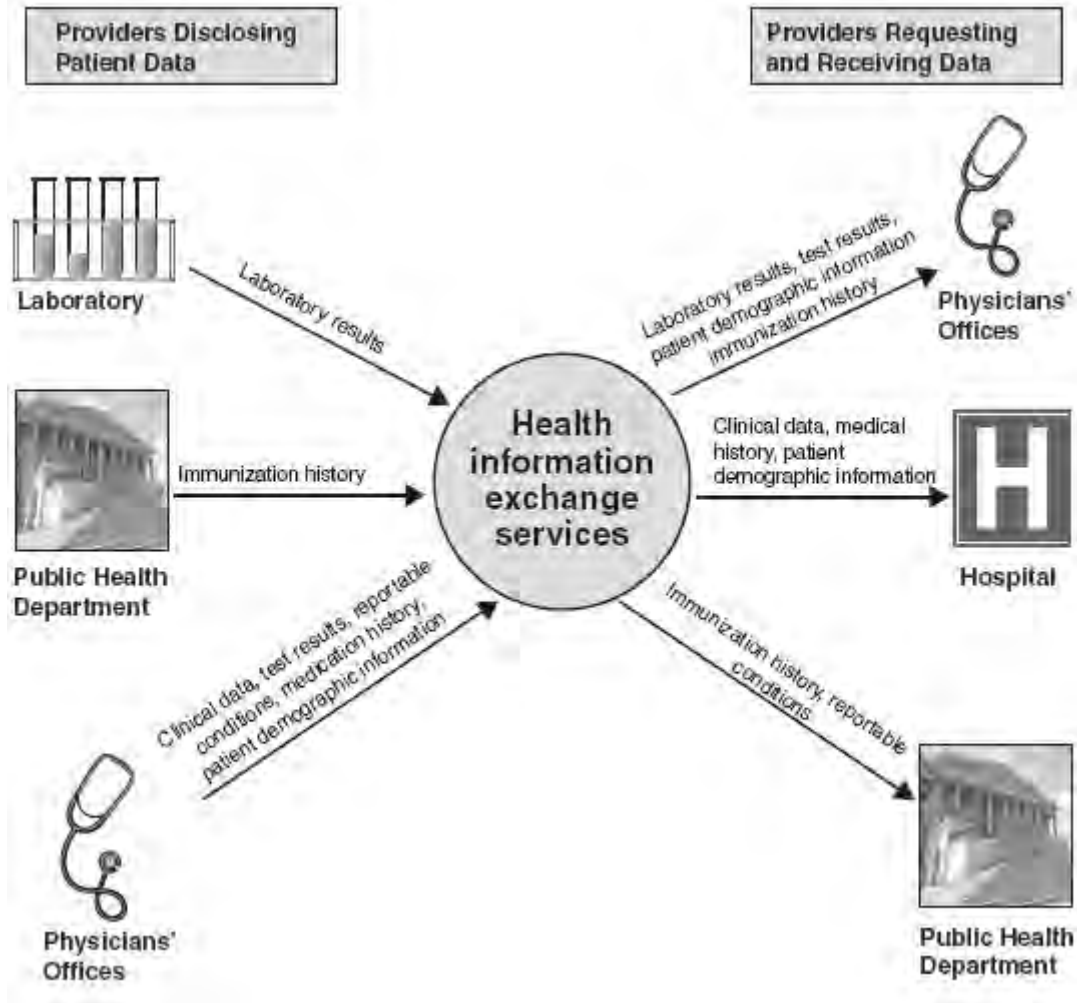 Providers Disclosing
Patient Data
Providers Requesting
and Receiving Data
Laboratory
Laboratory results
Laboratory results, test results,
patient demographic information
immunization history
Physicians'
Offices
Public Health
Department
Immunization history
Health
information
exchange
services
Clinical data, medical
history, patient
demographic information
H
Hospital
Clinical data, test results, reportable
conditions, medication history,
patient demographic information
Physicians'
Offices
Immunization history, reportable
conditions
Public Health
Department